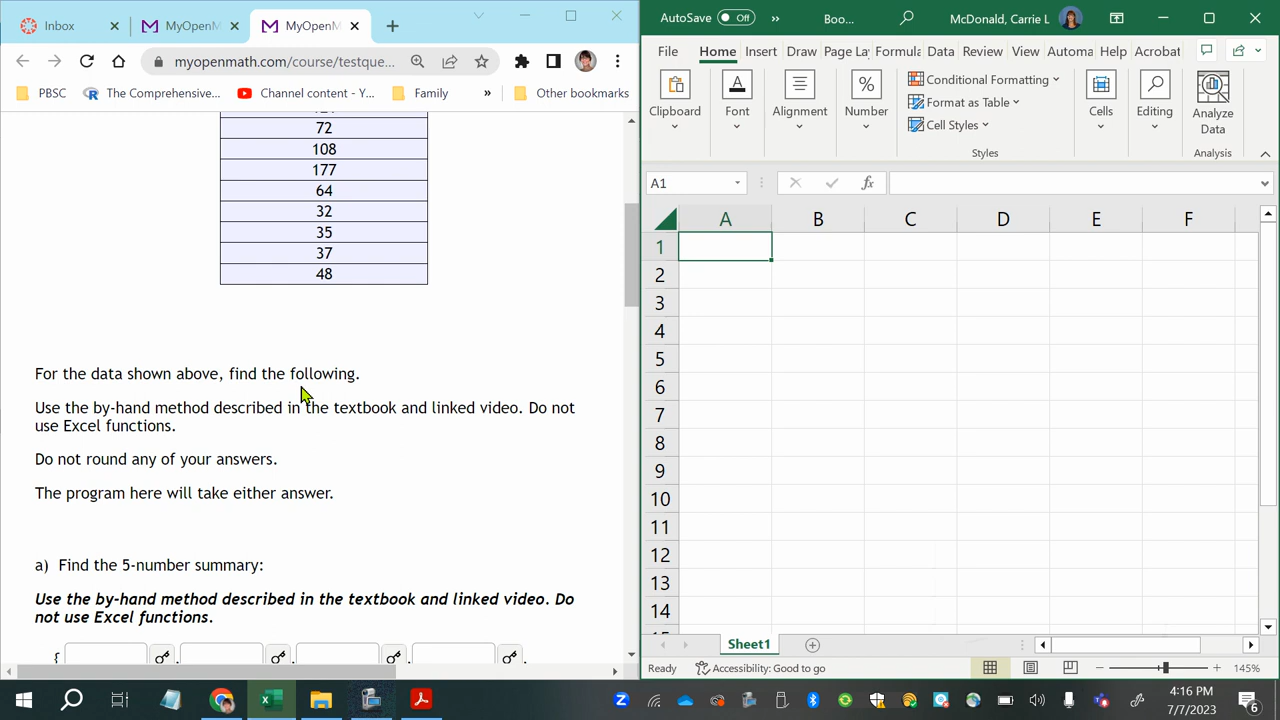 Inbox
MyOpenM
MyOpenM
AutoSave
Off
Boo...
McDonald, Carrie L
myopenmath.com/course/testque...
File
Home
Insert
Draw
Page La
Formula
Data
Review
View
Automa
Help
Acrobat
PBSC
The Comprehensive...
Channel content - Y...
Family
»
Other bookmarks
Clipboard
Font
Alignment
Number
Conditional Formatting
Format as Table
Cell Styles
Styles
Cells
Editing
Analyze
Data
Analysis
72
108
177
64
32
35
37
48
A1
fx
A B C D E F
1
2
3
4
5
6
7
8
9
10
11
12
13
14
For the data shown above, find the following.
Use the by-hand method described in the textbook and linked video. Do not
use Excel functions.
Do not round any of your answers.
The program here will take either answer.
a) Find the 5-number summary:
Use the by-hand method described in the textbook and linked video. Do
not use Excel functions.
{ , , ,
Sheet1
Ready
Accessibility: Good to go
145%
4:16 PM
7/7/2023
6